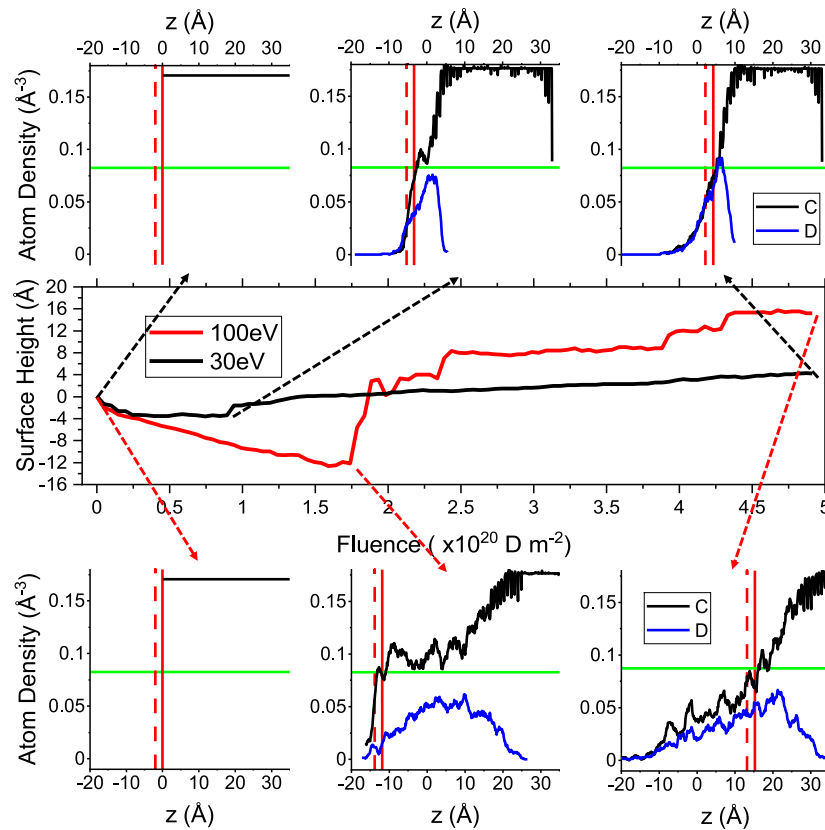 z (Å) z (Å) z (Å)
-20 -10 0 10 20 30 -20 -10 0 10 20 30 -20 -10 0 10 20 30
Atom Density (Å-3)
0.15 0.15 0.15
0.1 0.1 0.1
0.05 0.05 0.05
0 0 0
C
D
Surface Height (Å)
20
16
12
8
4
0
-4
-8
-12
-16
100eV
30eV
0 0.5 1 1.5 2 2.5 3 3.5 4 4.5 5
Fluence ( x10²⁰ D m⁻²)
Atom Density (Å-3)
0.15 0.15 0.15
0.1 0.1 0.1
0.05 0.05 0.05
0 0 0
C
D
-20 -10 0 10 20 30 -20 -10 0 10 20 30 -20 -10 0 10 20 30
z (Å) z (Å) z (Å)